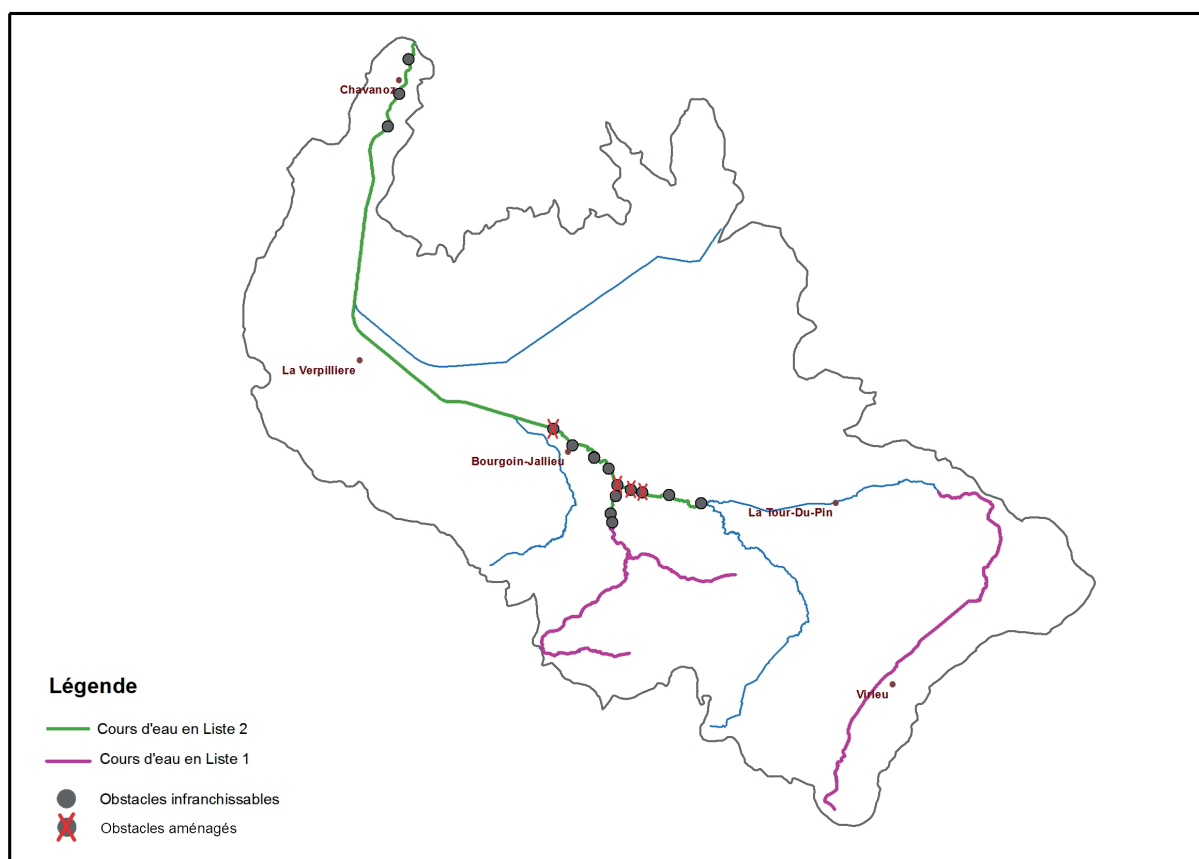 Chavanoz
La Verpilliere
Bourgoin-Jallieu
La Tour-Du-Pin
Virieu
Légende
Cours d'eau en Liste 2
Cours d'eau en Liste 1
Obstacles infranchissables
Obstacles aménagés